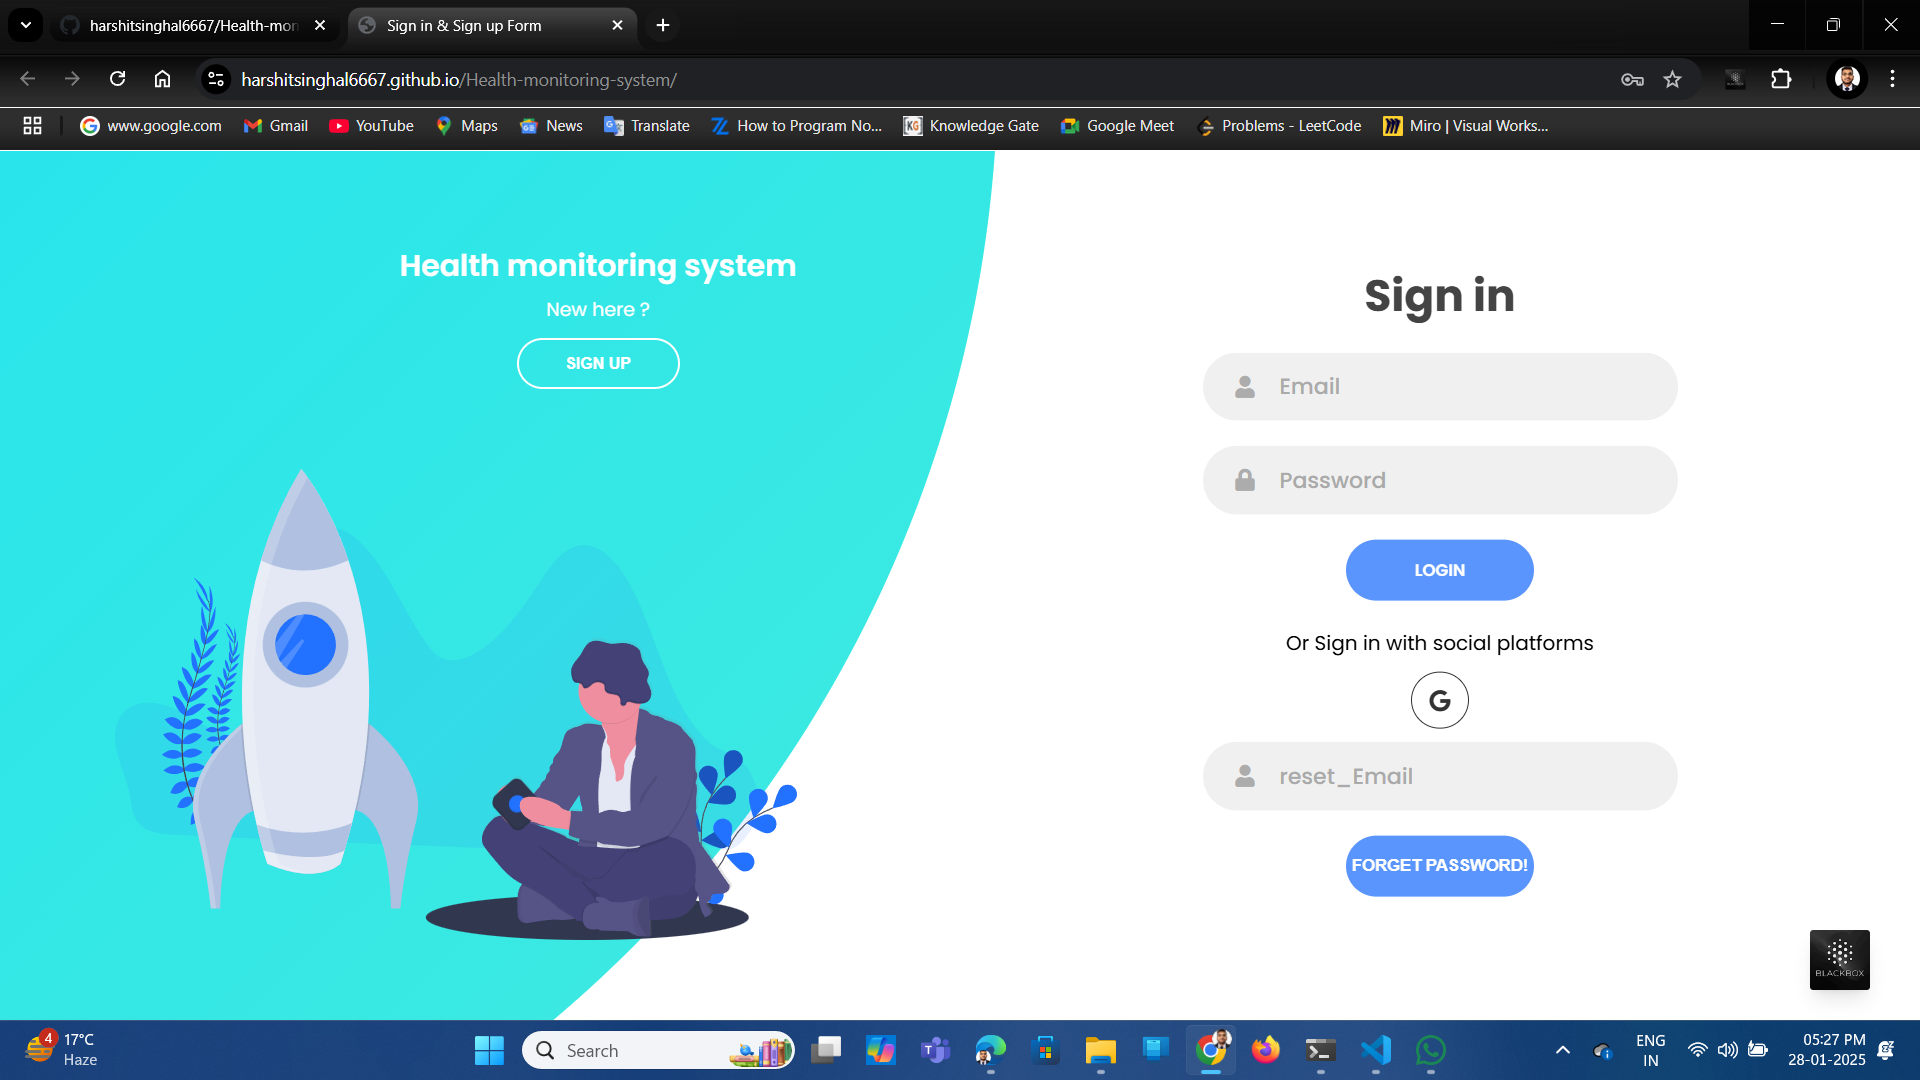 harshitsinghal6667/Health-mon
Sign in & Sign up Form
harshitsinghal6667.github.io/Health-monitoring-system/
www.google.com
Gmail
YouTube
Maps
News
Translate
How to Program No...
KG
Knowledge Gate
Google Meet
Problems - LeetCode
Miro | Visual Works...
Health monitoring system
New here ?
SIGN UP
Sign in
Email
Password
LOGIN
Or Sign in with social platforms
G
reset_Email
FORGET PASSWORD!
BLACKBOX
4
17°C
Haze
Search
ENG
IN
05:27 PM
28-01-2025